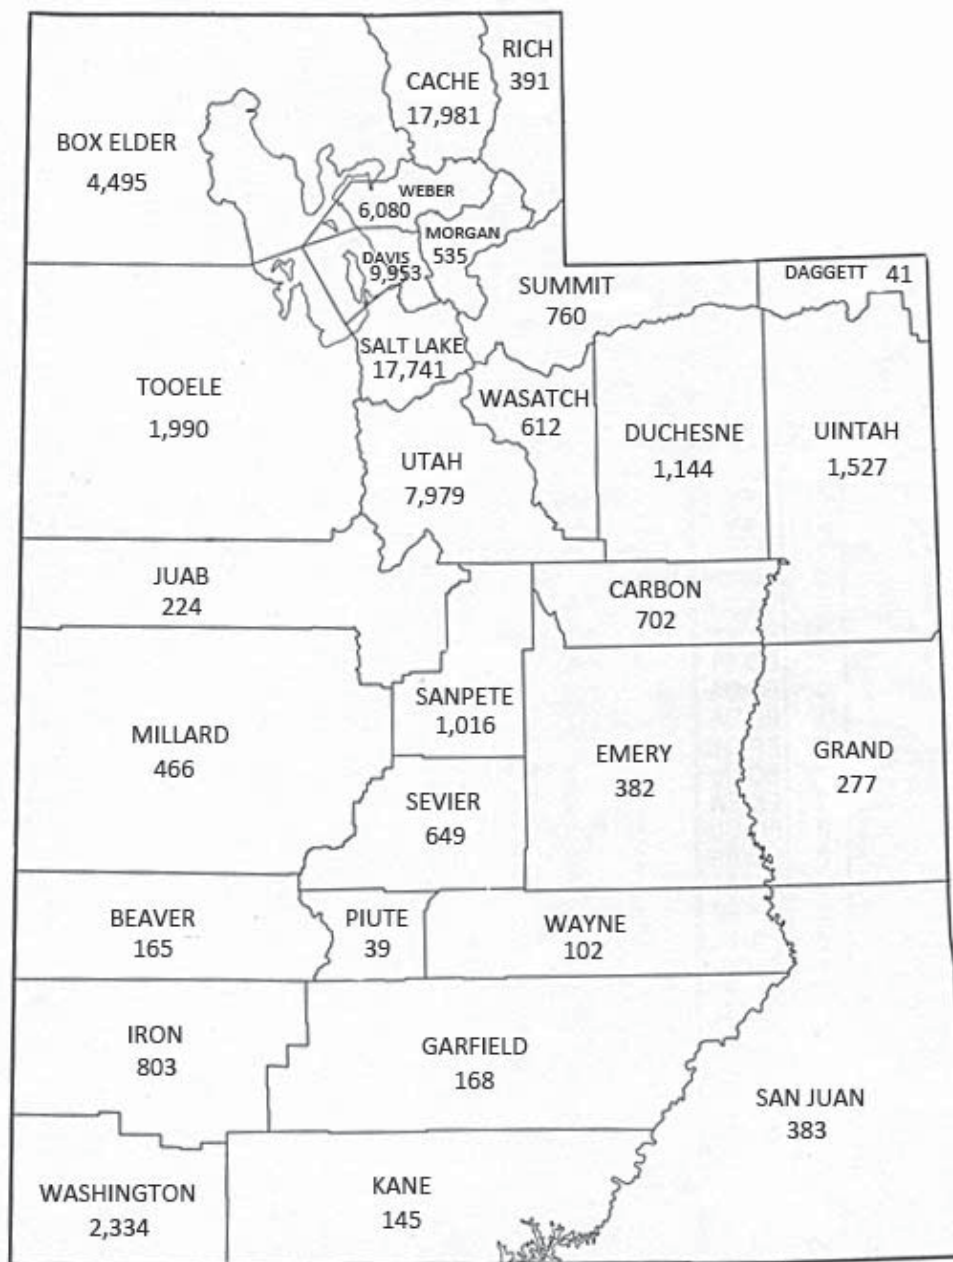 RICH
391
CACHE
17,981
BOX ELDER
4,495
WEBER
6,080
MORGAN
535
DAVIS
9,953
SUMMIT
760
DAGGETT 41
SALT LAKE
17,741
TOOELE
1,990
WASATCH
612
DUCHESNE
1,144
UINTAH
1,527
UTAH
7,979
JUAB
224
CARBON
702
SANPETE
1,016
MILLARD
466
EMERY
382
GRAND
277
SEVIER
649
BEAVER
165
PIUTE
39
WAYNE
102
IRON
803
GARFIELD
168
SAN JUAN
383
WASHINGTON
2,334
KANE
145